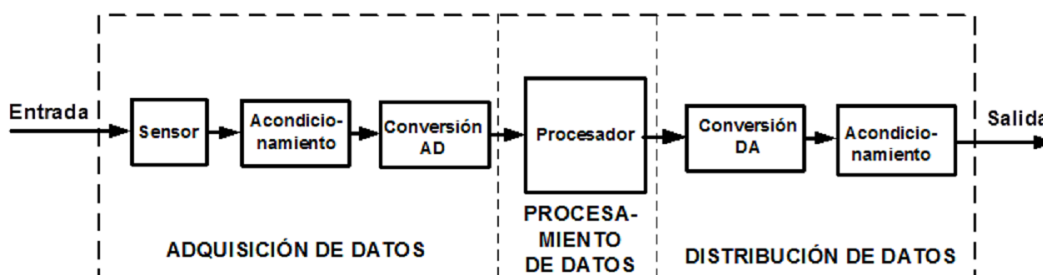 Entrada
Sensor
Acondicio-
namiento
Conversión
AD
Procesador
Conversión
DA
Acondicio-
namiento
Salida
ADQUISICIÓN DE DATOS
PROCESA-
MIENTO
DE DATOS
DISTRIBUCIÓN DE DATOS